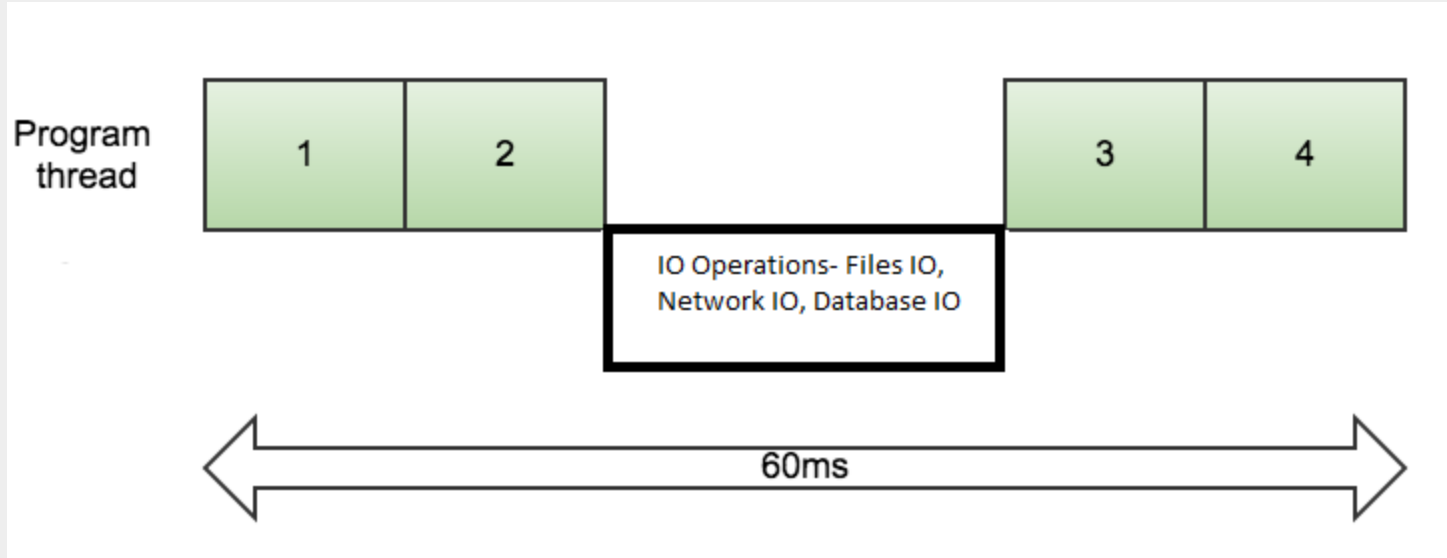 Program
thread
1
2
3
4
IO Operations- Files IO,
Network IO, Database IO
60ms